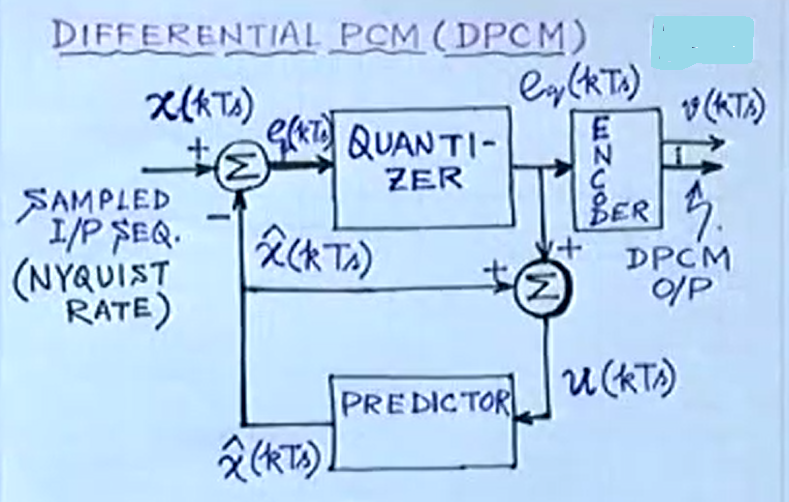 DIFFERENTIAL PCM (DPCM)
x(kTs)
+
Σ
e(kTs)
QUANTI-
ZER
eq(kTs)
ENCODER
v(kTs)
SAMPLED
I/P SEQ.
(NYQUIST
RATE)
−
x̂(kTs)
+
+
Σ
DPCM
O/P
u(kTs)
PREDICTOR
x̂(kTs)